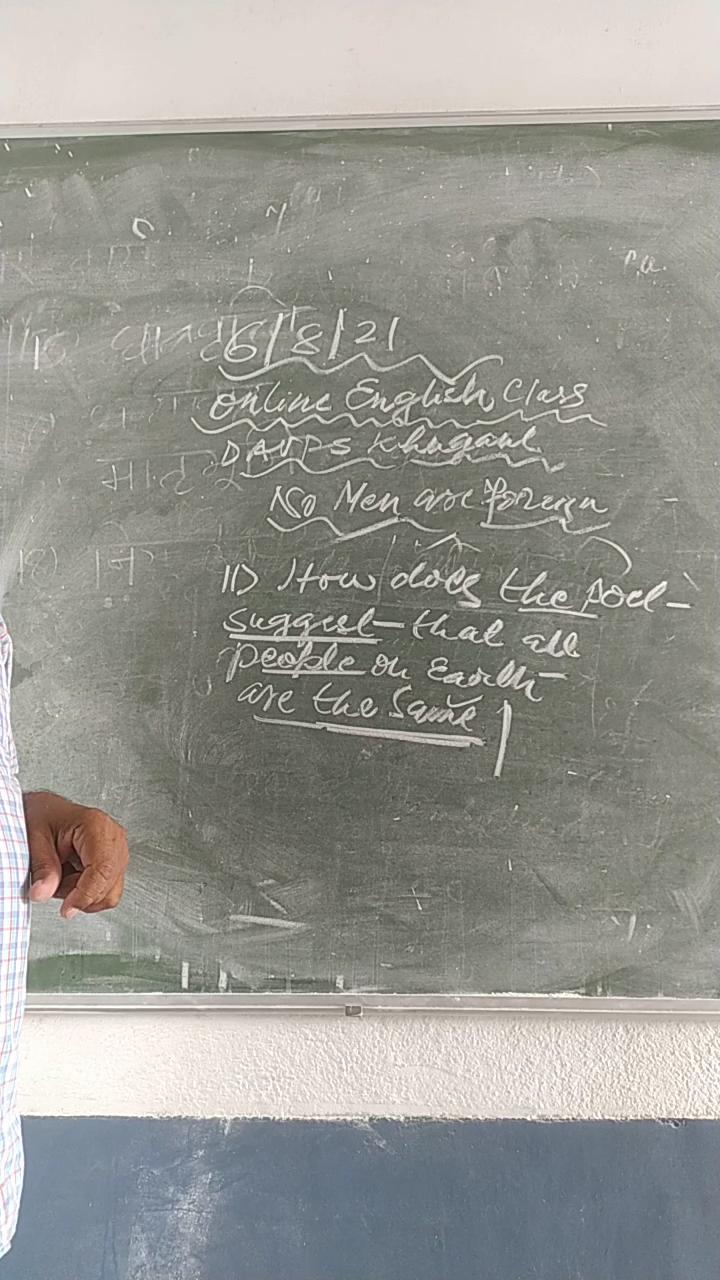 6/8/21
Online English Class
DAVPS Khagaul
No Men are foreign
11) How does the poet
suggest that all
people on Earth
are the Same